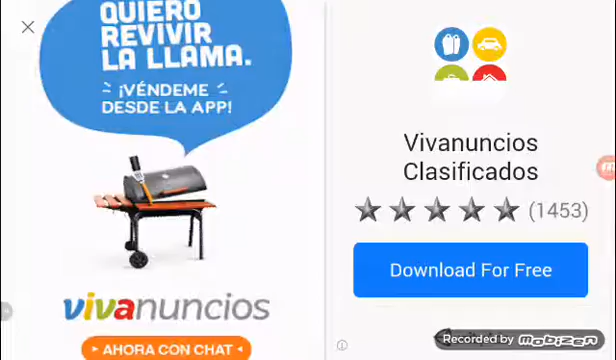 QUIERO
REVIVIR
LA LLAMA.
¡VÉNDEME
DESDE LA APP!
vivanuncios
AHORA CON CHAT
Vivanuncios
Clasificados
(1453)
Download For Free
Recorded by mobizen